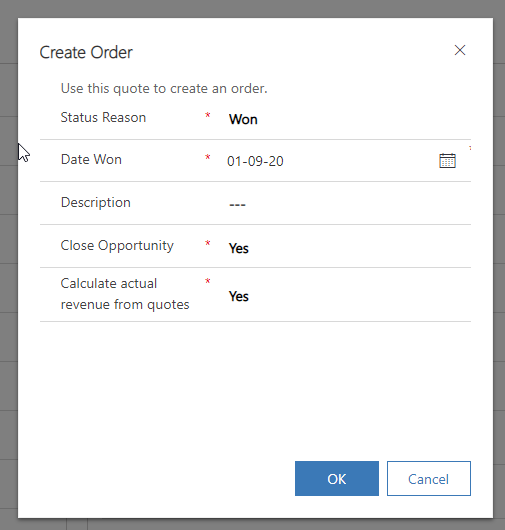 Create Order
Use this quote to create an order.
Status Reason * Won
Date Won * 01-09-20 *
Description ---
Close Opportunity * Yes
Calculate actual * Yes
revenue from quotes
OK Cancel